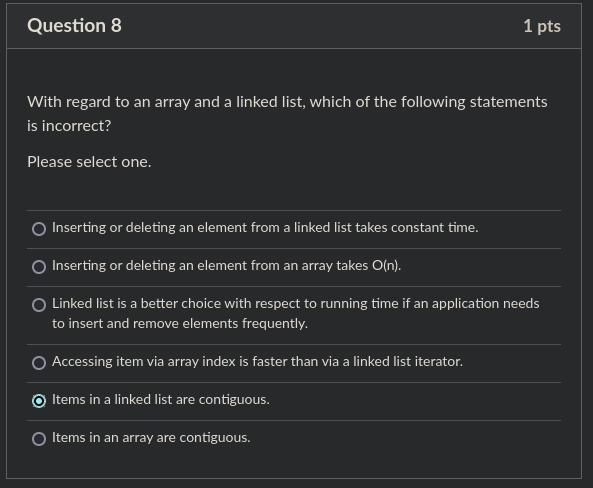 Question 8
1 pts
With regard to an array and a linked list, which of the following statements
is incorrect?
Please select one.
Inserting or deleting an element from a linked list takes constant time.
Inserting or deleting an element from an array takes O(n).
Linked list is a better choice with respect to running time if an application needs
to insert and remove elements frequently.
Accessing item via array index is faster than via a linked list iterator.
Items in a linked list are contiguous.
Items in an array are contiguous.